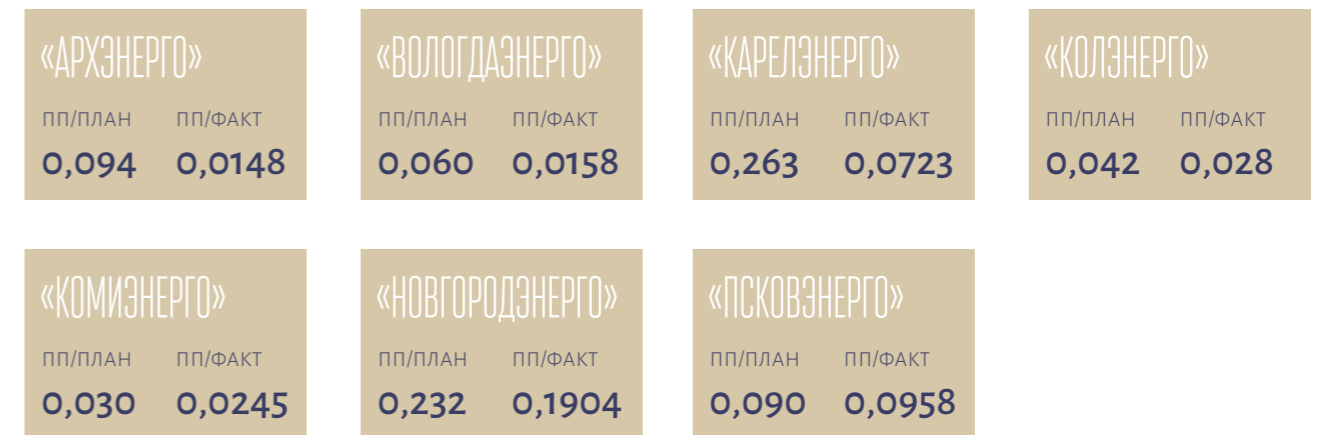 «АРХЭНЕРГО»
ПП/ПЛАН ПП/ФАКТ
0,094 0,0148
«ВОЛОГДАЭНЕРГО»
ПП/ПЛАН ПП/ФАКТ
0,060 0,0158
«КАРЕЛЭНЕРГО»
ПП/ПЛАН ПП/ФАКТ
0,263 0,0723
«КОЛЭНЕРГО»
ПП/ПЛАН ПП/ФАКТ
0,042 0,028
«КОМИЭНЕРГО»
ПП/ПЛАН ПП/ФАКТ
0,030 0,0245
«НОВГОРОДЭНЕРГО»
ПП/ПЛАН ПП/ФАКТ
0,232 0,1904
«ПСКОВЭНЕРГО»
ПП/ПЛАН ПП/ФАКТ
0,090 0,0958